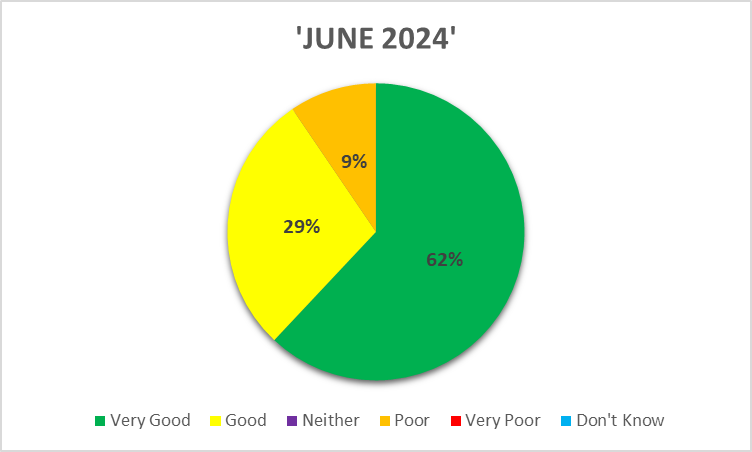 'JUNE 2024'
9%
29%
62%
Very Good Good Neither Poor Very Poor Don't Know